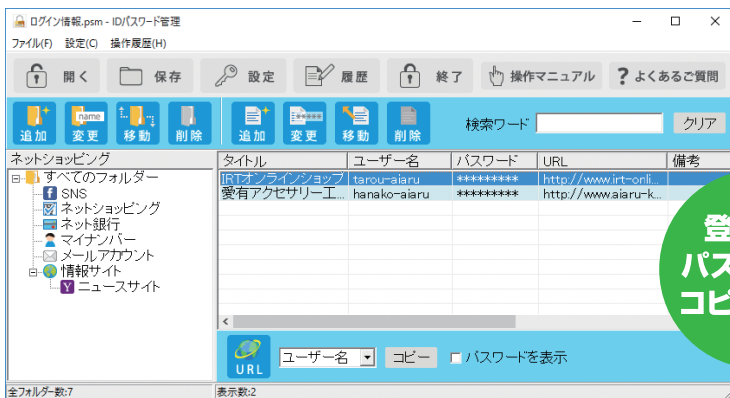 ログイン情報.psm - ID/パスワード管理
ファイル(F) 設定(C) 操作履歴(H)
開く 保存 設定 履歴 終了 操作マニュアル ?よくあるご質問
name
追加 変更 移動 削除 追加 変更 移動 削除 検索ワード クリア
ネットショッピング
タイトル ユーザー名 パスワード URL 備考
すべてのフォルダー
SNS
ネットショッピング
ネット銀行
マイナンバー
メールアカウント
情報サイト
Y ニュースサイト
IRTオンラインショップ tarou-aiaru ********* http://www.irt-onli...
愛有アクセサリー工... hanako-aiaru ********* http://www.aiaru-k...
登
パス
コピ
URL ユーザー名 コピー パスワードを表示
全フォルダー数:7 表示数:2